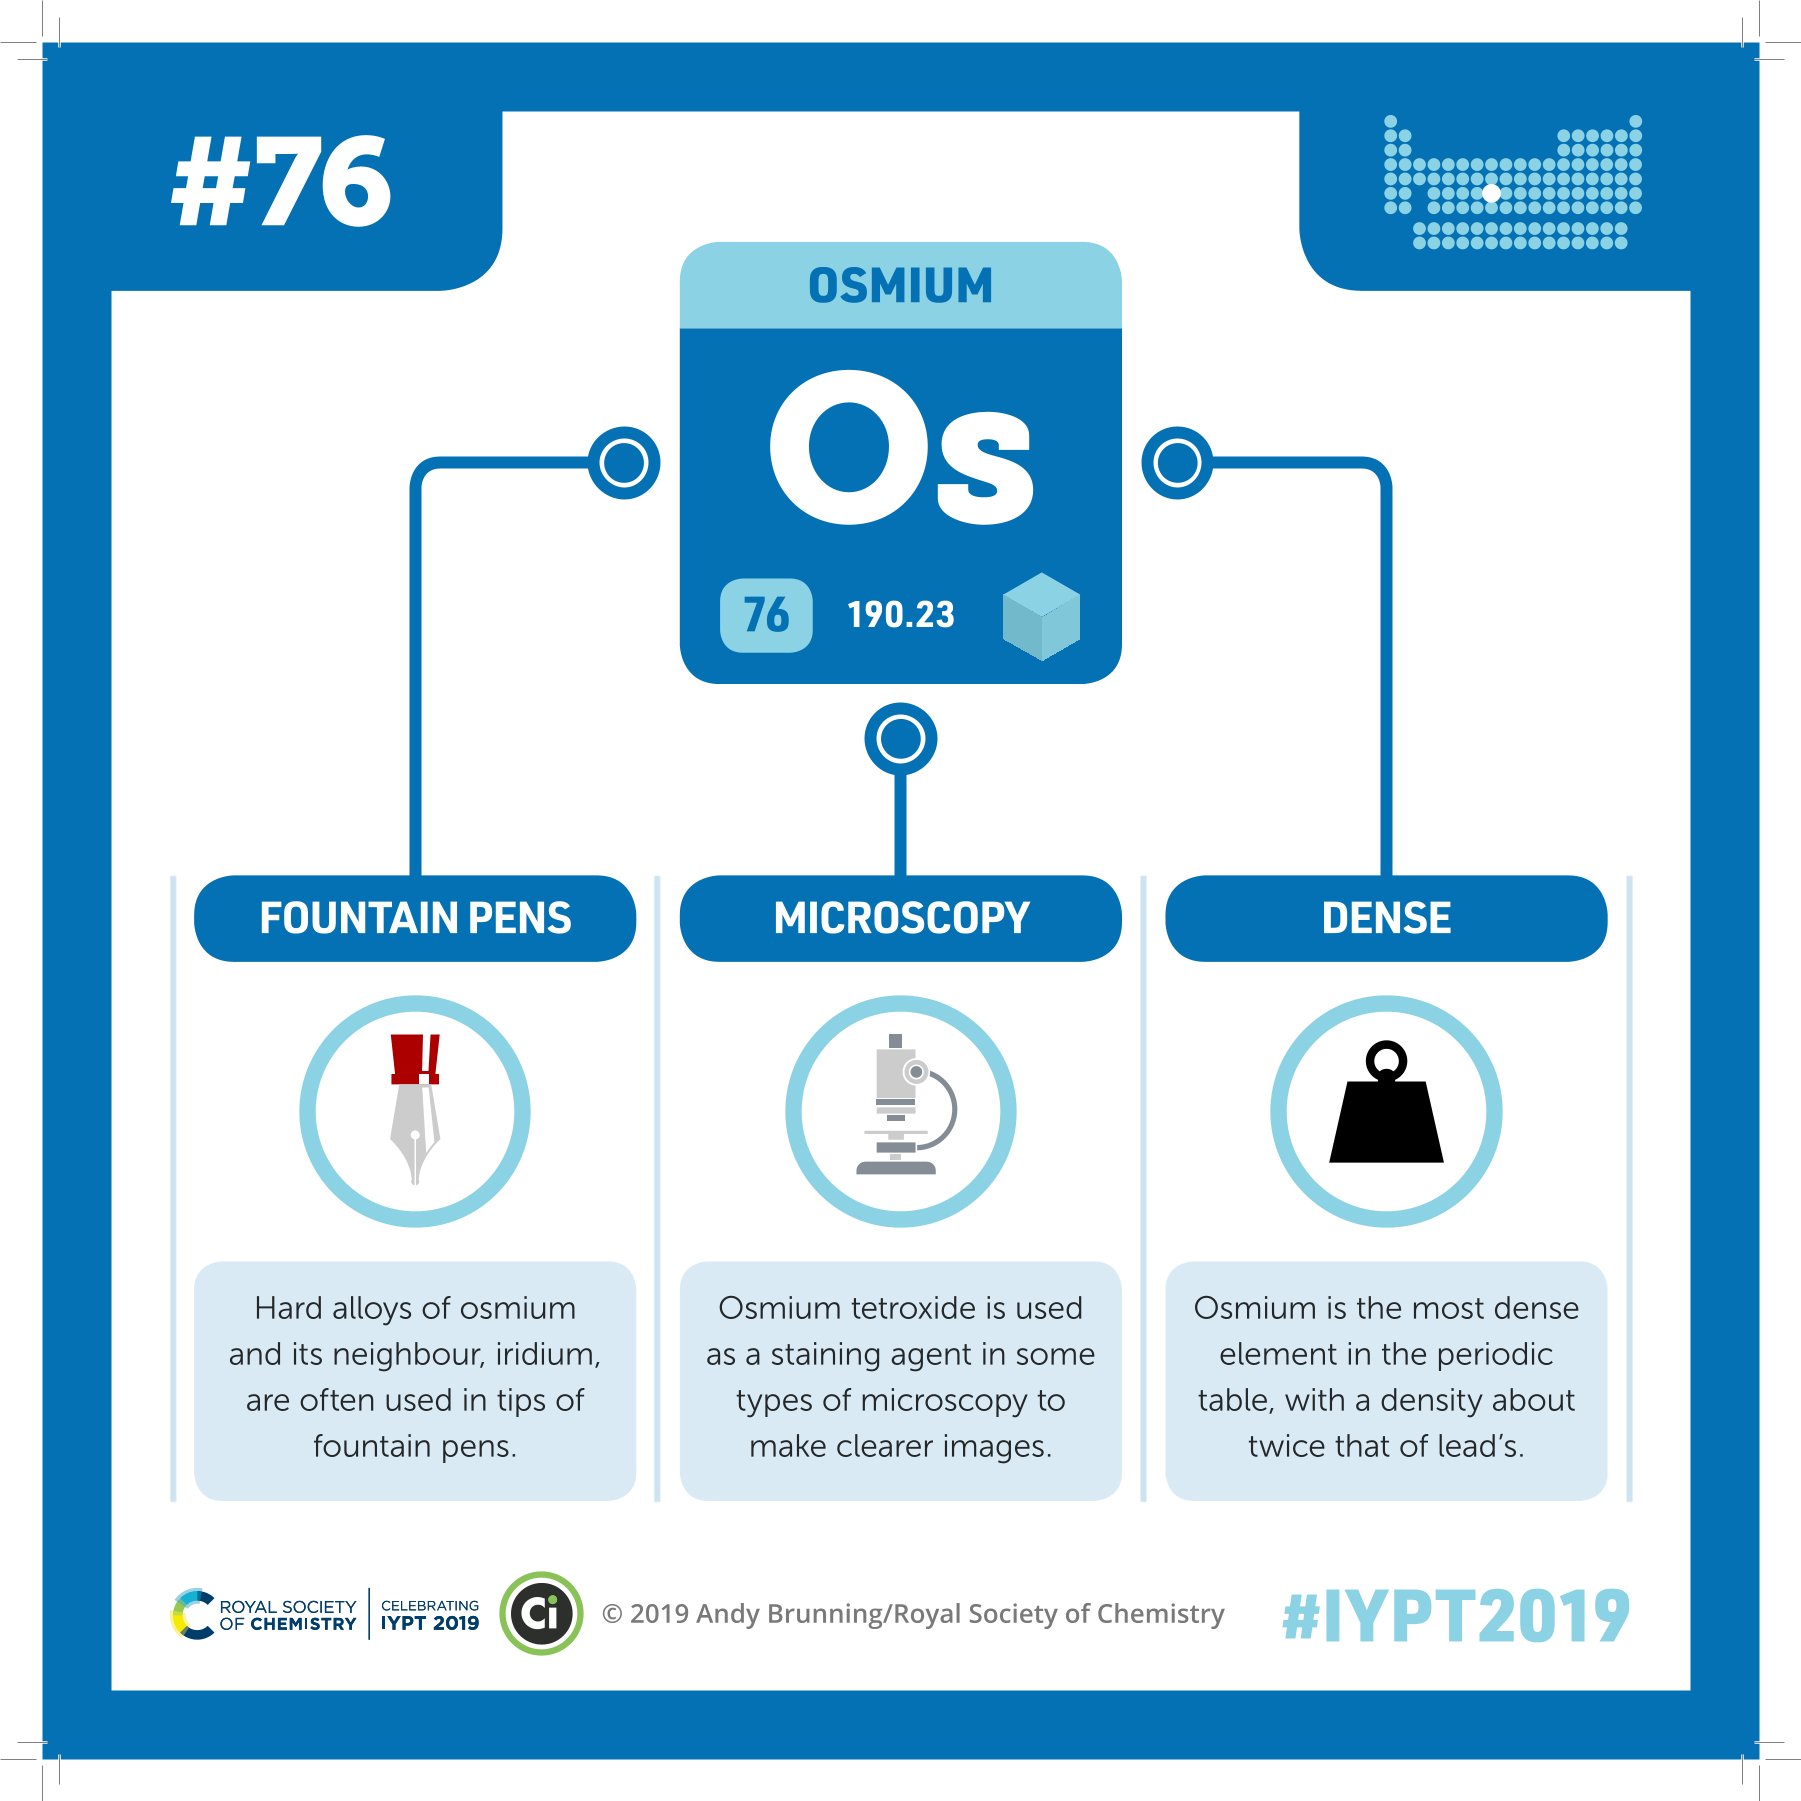 #76
OSMIUM
Os
76 190.23
FOUNTAIN PENS
Hard alloys of osmium
and its neighbour, iridium,
are often used in tips of
fountain pens.
MICROSCOPY
Osmium tetroxide is used
as a staining agent in some
types of microscopy to
make clearer images.
DENSE
Osmium is the most dense
element in the periodic
table, with a density about
twice that of lead’s.
ROYAL SOCIETY
OF CHEMISTRY
CELEBRATING
IYPT 2019
Ci
© 2019 Andy Brunning/Royal Society of Chemistry
#IYPT2019